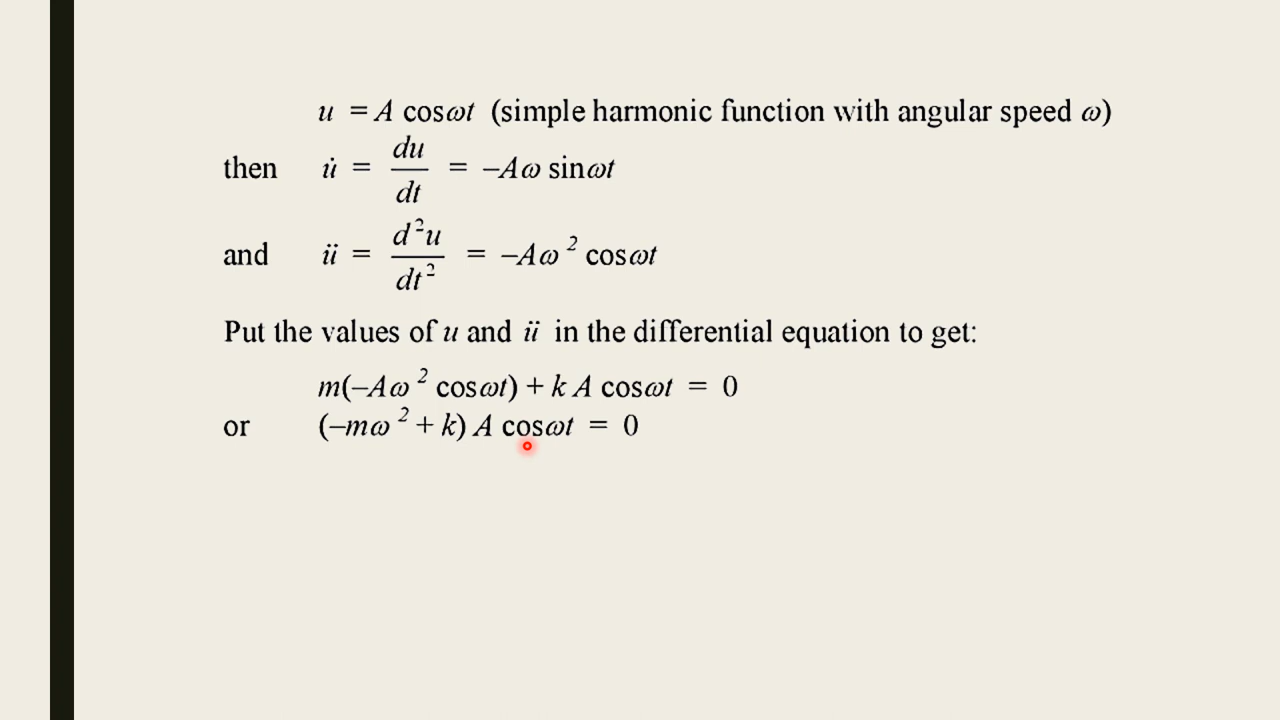 u = A cosωt (simple harmonic function with angular speed ω)
then u̇ = du/dt = –Aω sinωt
and ü = d²u/dt² = –Aω² cosωt
Put the values of u and ü in the differential equation to get:
m(–Aω² cosωt) + k A cosωt = 0
or (–mω² + k) A cosωt = 0